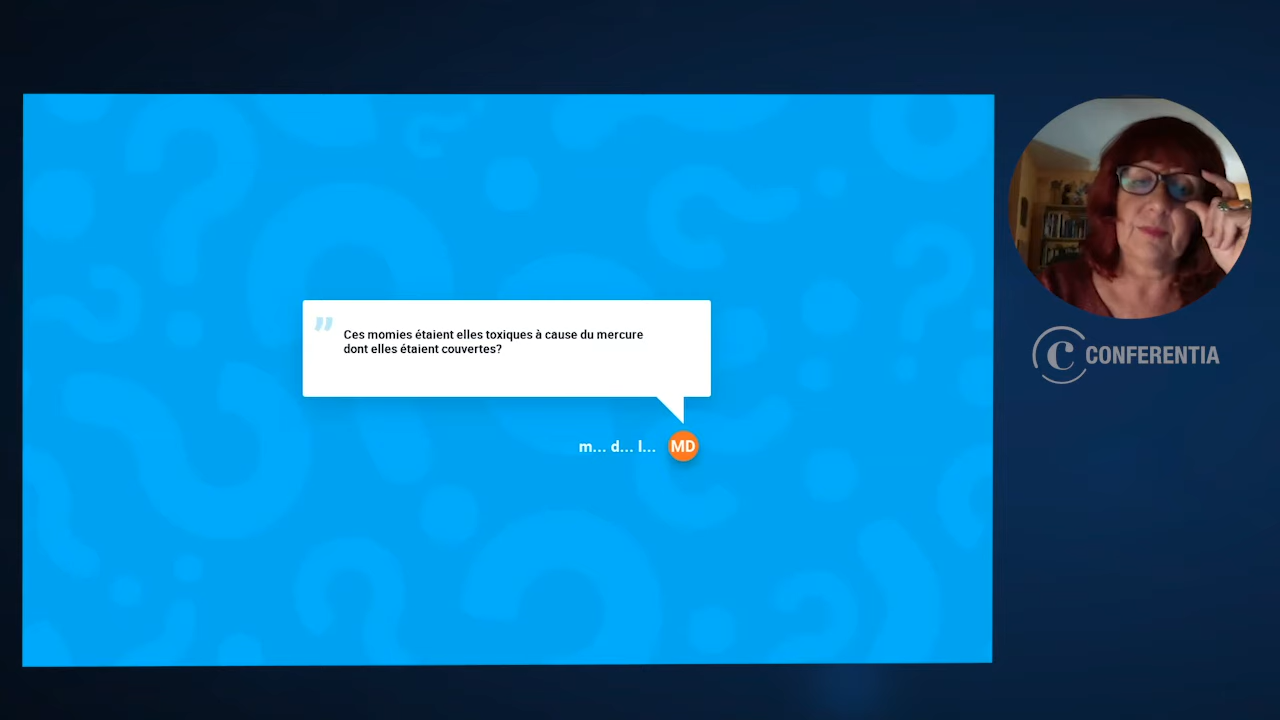 Ces momies étaient elles toxiques à cause du mercure
dont elles étaient couvertes?
m... d... l... MD
C CONFERENTIA